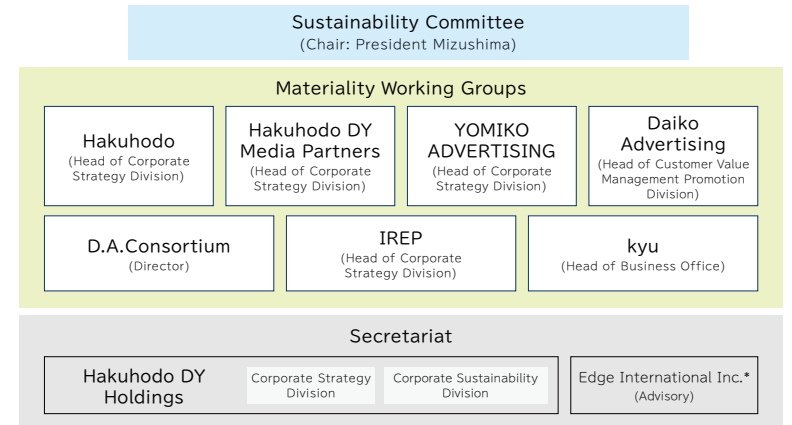 Sustainability Committee
(Chair: President Mizushima)
Materiality Working Groups
Hakuhodo
(Head of Corporate
Strategy Division)
Hakuhodo DY
Media Partners
(Head of Corporate
Strategy Division)
YOMIKO
ADVERTISING
(Head of Corporate
Strategy Division)
Daiko
Advertising
(Head of Customer Value
Management Promotion
Division)
D.A.Consortium
(Director)
IREP
(Head of Corporate
Strategy Division)
kyu
(Head of Business Office)
Secretariat
Hakuhodo DY
Holdings
Corporate Strategy
Division
Corporate Sustainability
Division
Edge International Inc.*
(Advisory)